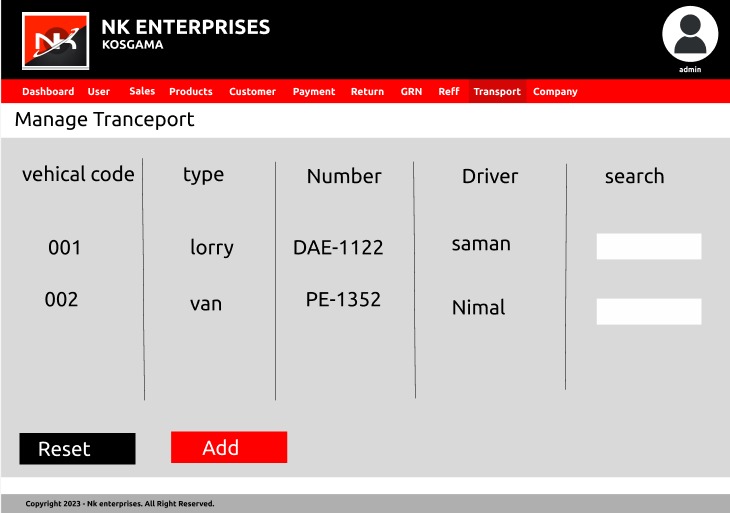 NK
NK ENTERPRISES
KOSGAMA
admin
Dashboard User Sales Products Customer Payment Return GRN Reff Transport Company
Manage Tranceport
vehical code type Number Driver search
001 lorry DAE-1122 saman
002 van PE-1352 Nimal
Reset Add
Copyright 2023 - Nk enterprises. All Right Reserved.